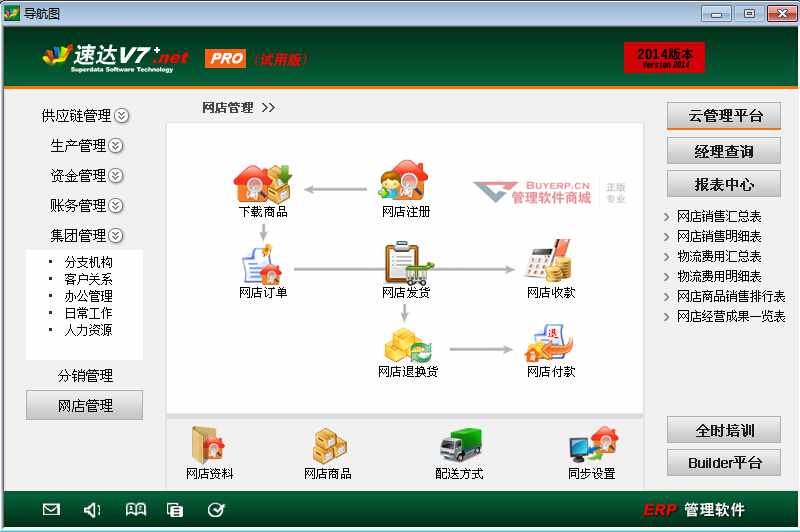 导航图
速达V7+.net
Superdata Software Technology
PRO (试用版)
2014版本
Version 2014
供应链管理
生产管理
资金管理
账务管理
集团管理
· 分支机构
· 客户关系
· 办公管理
· 日常工作
· 人力资源
分销管理
网店管理
网店管理 >>
下载商品
网店注册
BUYERP.CN
管理软件商城
正版
专业
网店订单
网店发货
网店收款
退
网店退换货
网店付款
网店资料
网店商品
配送方式
同步设置
云管理平台
经理查询
报表中心
网店销售汇总表
网店销售明细表
物流费用汇总表
物流费用明细表
网店商品销售排行表
网店经营成果一览表
全时培训
Builder平台
ERP 管理软件